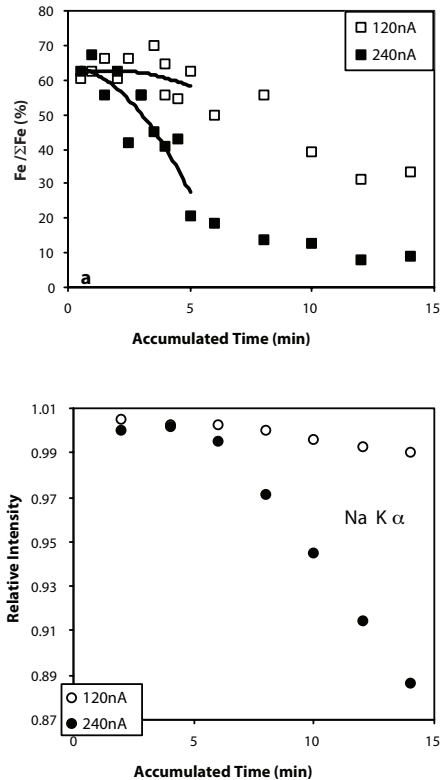 80
70
60
50
40
30
20
10
0
Fe /ΣFe (%)
120nA
240nA
a
0 5 10 15
Accumulated Time (min)
1.01
0.99
0.97
0.95
0.93
0.91
0.89
0.87
Relative Intensity
Na K α
120nA
240nA
0 5 10 15
Accumulated Time (min)